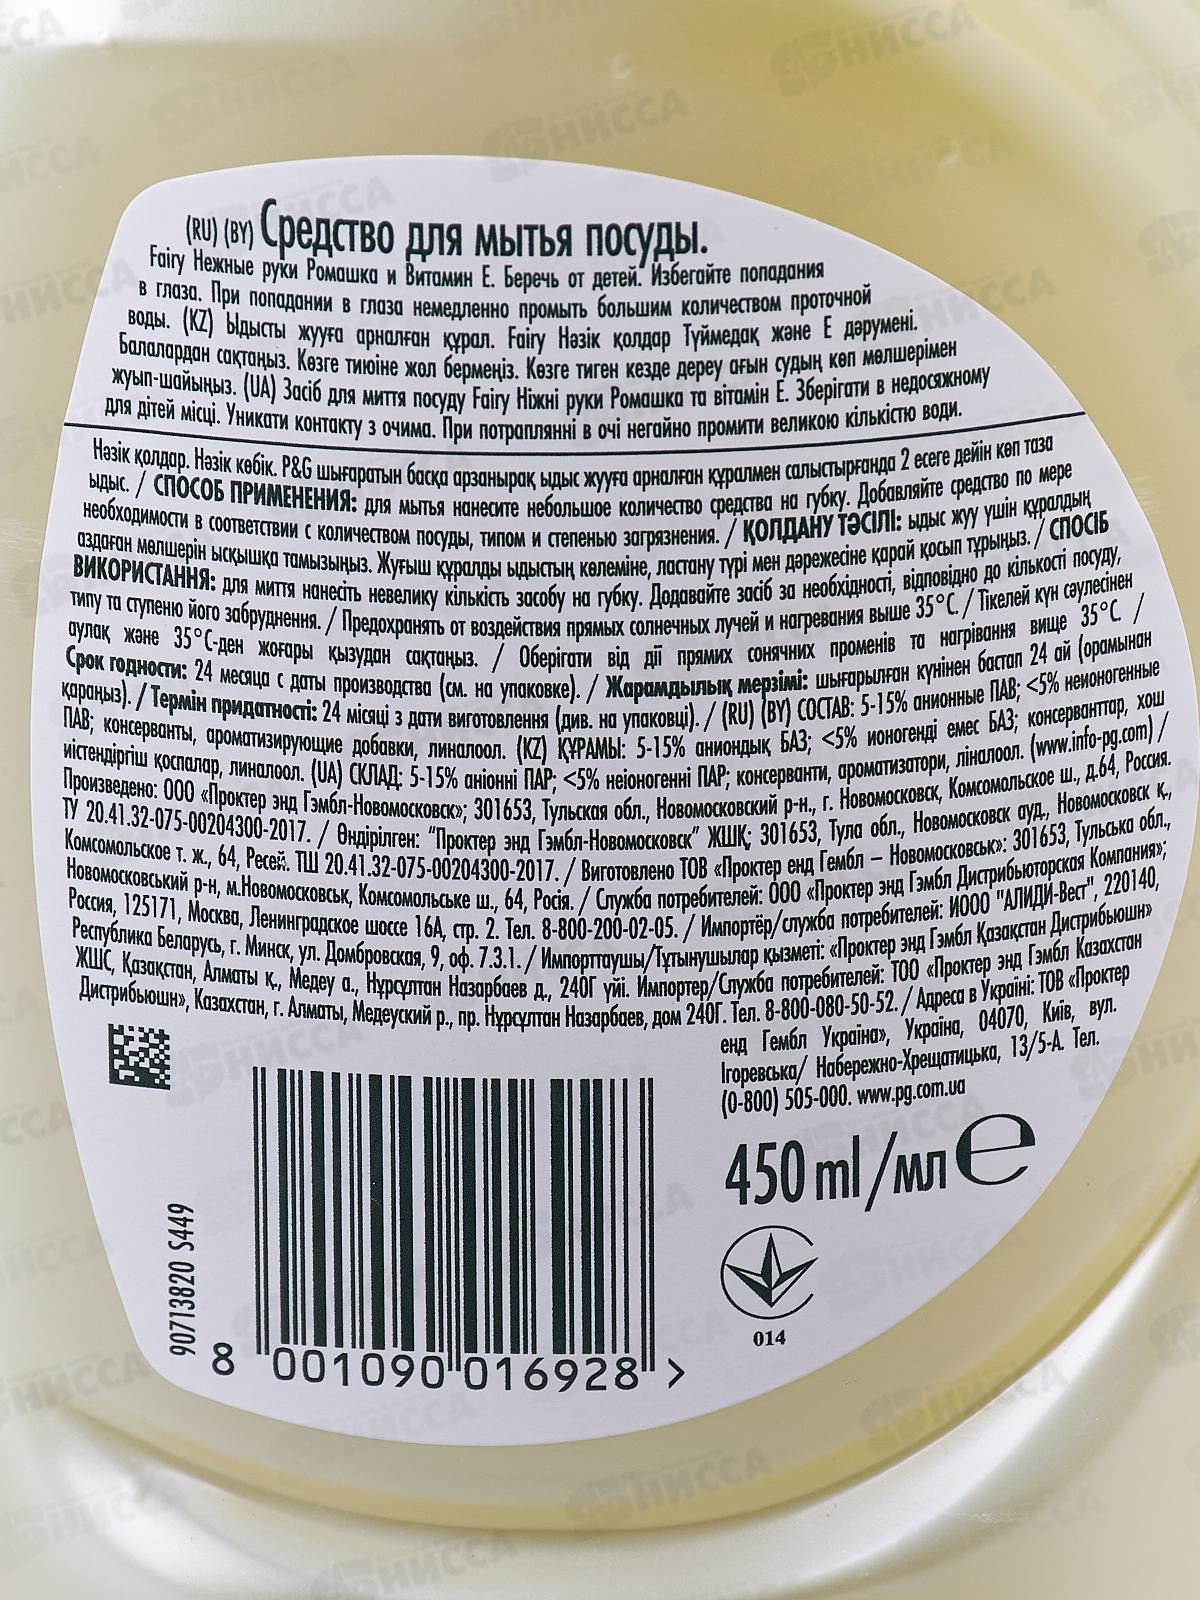 (RU) (BY) Средство для мытья посуды.
Fairy Нежные руки Ромашка и Витамин Е. Беречь от детей. Избегайте попадания
в глаза. При попадании в глаза немедленно промыть большим количеством проточной
воды. (KZ) Ыдысты жууға арналған құрал. Fairy Нәзік қолдар Түймедақ және Е дәрумені.
Балалардан сақтаңыз. Көзге тиюіне жол бермеңіз. Көзге тиген кезде дереу ағын судың көп мөлшерімен
жуып-шайыңыз. (UA) Засіб для миття посуду Fairy Ніжні руки Ромашка та вітамін Е. Зберігати в недосяжному
для дітей місці. Уникати контакту з очима. При потраплянні в очі негайно промити великою кількістю води.
Нәзік қолдар. Нәзік көбік. P&G шығаратын басқа арзанырақ ыдыс жууға арналған құралмен салыстырғанда 2 есеге дейін көп таза
ыдыс. / СПОСОБ ПРИМЕНЕНИЯ: для мытья нанесите небольшое количество средства на губку. Добавляйте средство по мере
необходимости в соответствии с количеством посуды, типом и степенью загрязнения. / ҚОЛДАНУ ТӘСІЛІ: ыдыс жуу үшін құралдың
аздаған мөлшерін ысқышқа тамызыңыз. Жуғыш құралды ыдыстың көлеміне, ластану түрі мен дәрежесіне қарай қосып тұрыңыз. / СПОСІБ
ВИКОРИСТАННЯ: для миття нанесіть невелику кількість засобу на губку. Додавайте засіб за необхідності, відповідно до кількості посуду,
типу та ступеню його забруднення. / Предохранять от воздействия прямых солнечных лучей и нагревания выше 35°C. / Тікелей күн сәулесінен
аулақ және 35°C-ден жоғары қызудан сақтаңыз. / Оберігати від дії прямих сонячних променів та нагрівання вище 35°C. /
Срок годности: 24 месяца с даты производства (см. на упаковке). / Жарамдылық мерзімі: шығарылған күнінен бастап 24 ай (орамынан
қараңыз). / Термін придатності: 24 місяці з дати виготовлення (див. на упаковці). / (RU) (BY) СОСТАВ: 5-15% анионные ПАВ; <5% неионогенные
ПАВ; консерванты, ароматизирующие добавки, линалоол. (KZ) ҚҰРАМЫ: 5-15% аниондық БАЗ; <5% ионогенді емес БАЗ; консерванттар, хош
иістендіргіш қоспалар, линалоол. (UA) СКЛАД: 5-15% аніонні ПАР; <5% неіоногенні ПАР; консерванти, ароматизатори, ліналоол. (www.info-pg.com) /
Произведено: ООО «Проктер энд Гэмбл-Новомосковск»; 301653, Тульская обл., Новомосковский р-н., г. Новомосковск, Комсомольское ш., д.64, Россия.
ТУ 20.41.32-075-00204300-2017. / Өндірілген: "Проктер энд Гэмбл-Новомосковск" ЖШҚ; 301653, Тула обл., Новомосковск ауд., Новомосковск қ.,
Комсомольское т. ж., 64, Ресей. ТШ 20.41.32-075-00204300-2017. / Виготовлено ТОВ «Проктер енд Гембл – Новомосковськ»: 301653, Тульська обл.,
Новомосковський р-н, м.Новомосковськ, Комсомольське ш., 64, Росія. / Служба потребителей: ООО «Проктер энд Гэмбл Дистрибьюторская Компания»;
Россия, 125171, Москва, Ленинградское шоссе 16А, стр. 2. Тел. 8-800-200-02-05. / Импортёр/служба потребителей: ИООО "АЛИДИ-Вест", 220140,
Республика Беларусь, г. Минск, ул. Домбровская, 9, оф. 7.3.1. / Импорттаушы/Тұтынушылар қызметі: «Проктер энд Гэмбл Қазақстан Дистрибьюшн»
ЖШС, Қазақстан, Алматы қ., Медеу а., Нұрсұлтан Назарбаев д., 240Г үйі. Импортер/Служба потребителей: ТОО «Проктер энд Гэмбл Казахстан
Дистрибьюшн», Казахстан, г. Алматы, Медеуский р., пр. Нұрсұлтан Назарбаев, дом 240Г. Тел. 8-800-080-50-52. / Адреса в Україні: ТОВ «Проктер
енд Гембл Україна», Україна, 04070, Київ, вул.
Ігоревська/ Набережно-Хрещатицька, 13/5-А. Тел.
(0-800) 505-000. www.pg.com.ua
450 ml/мл e
014
90713820 S449
8 001090 016928 >
НИССА